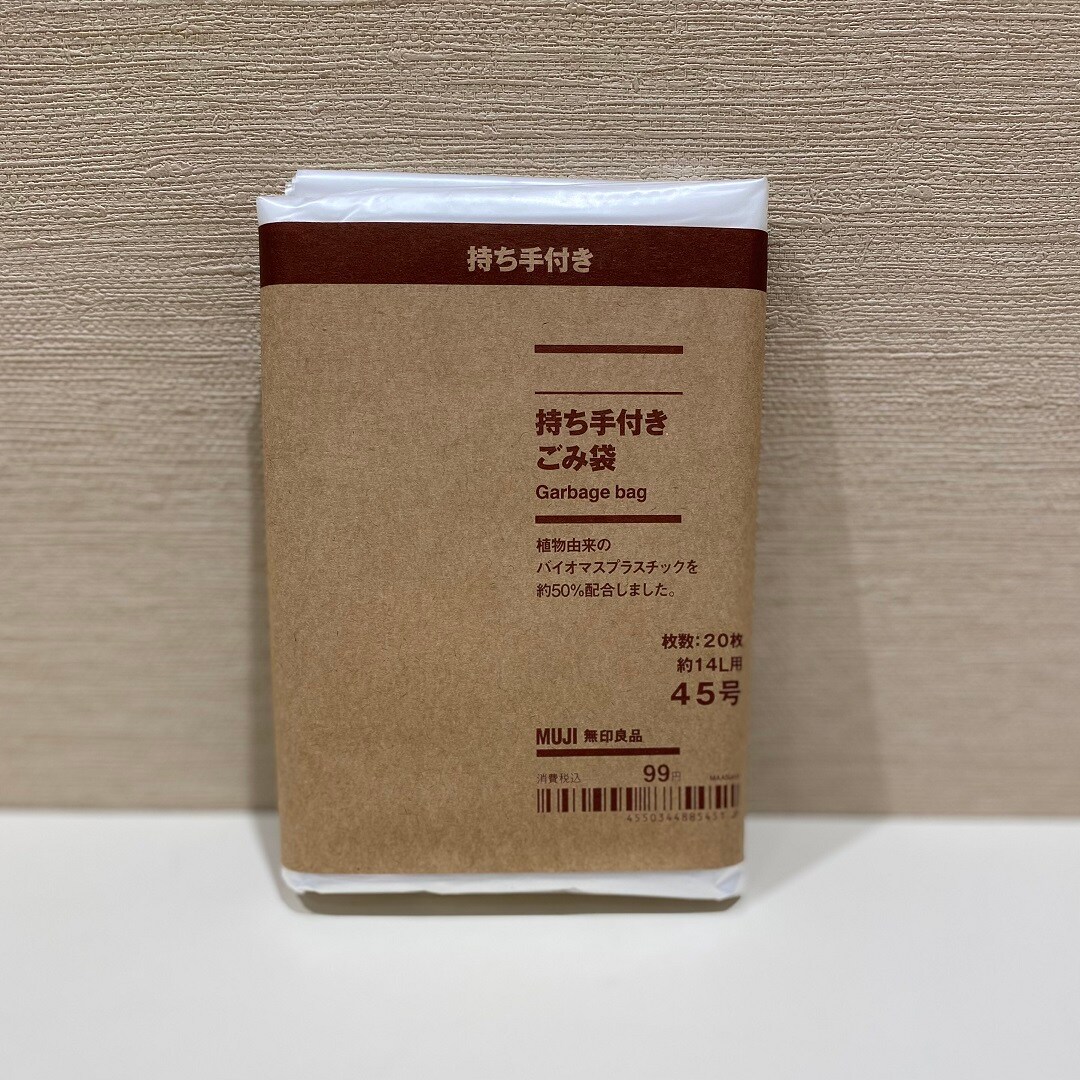 持ち手付き
持ち手付き
ごみ袋
Garbage bag
植物由来の
バイオマスプラスチックを
約50%配合しました。
枚数：20枚
約14L用
45号
MUJI 無印良品
消費税込 99円
4550344885451